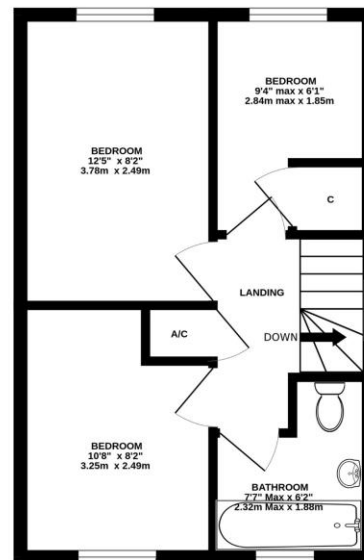 BEDROOM
9'4" max x 6'1"
2.84m max x 1.85m
BEDROOM
12'5" x 8'2"
3.78m x 2.49m
C
LANDING
A/C
DOWN
BEDROOM
10'8" x 8'2"
3.25m x 2.49m
BATHROOM
7'7" Max x 6'2"
2.32m Max x 1.88m